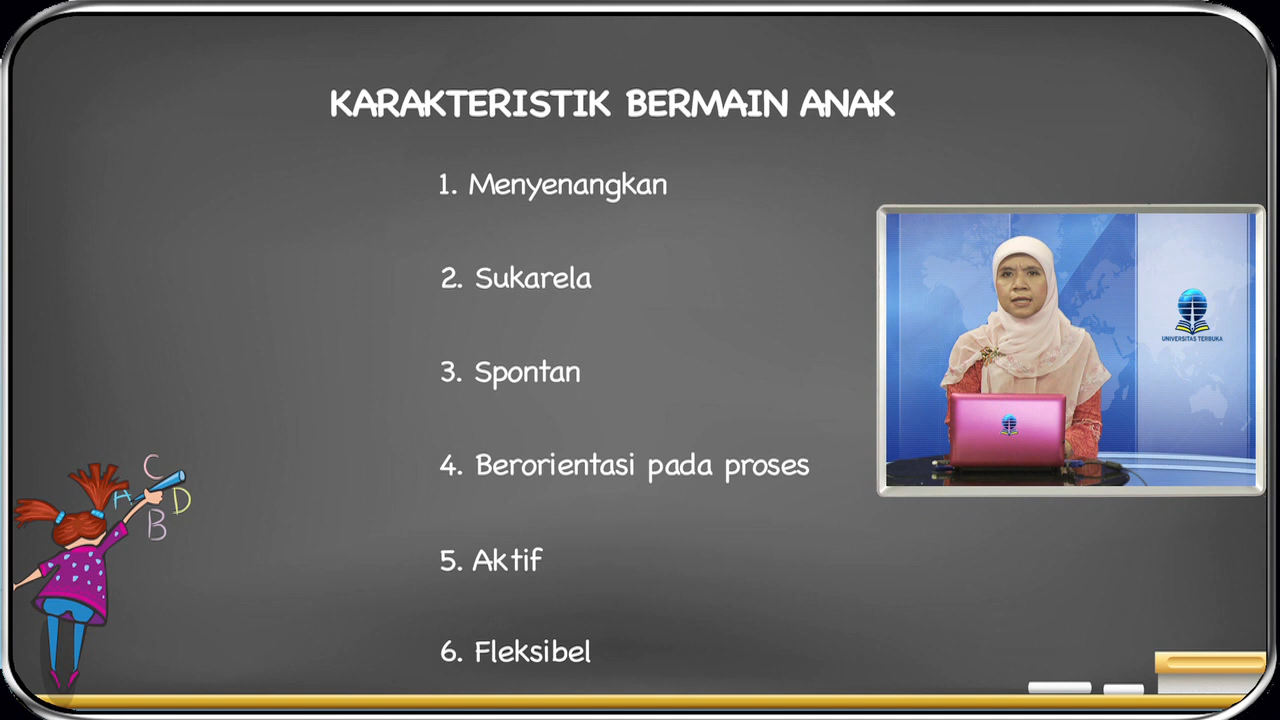 KARAKTERISTIK BERMAIN ANAK
1. Menyenangkan
2. Sukarela
3. Spontan
4. Berorientasi pada proses
5. Aktif
6. Fleksibel
UNIVERSITAS TERBUKA
C
A
D
B